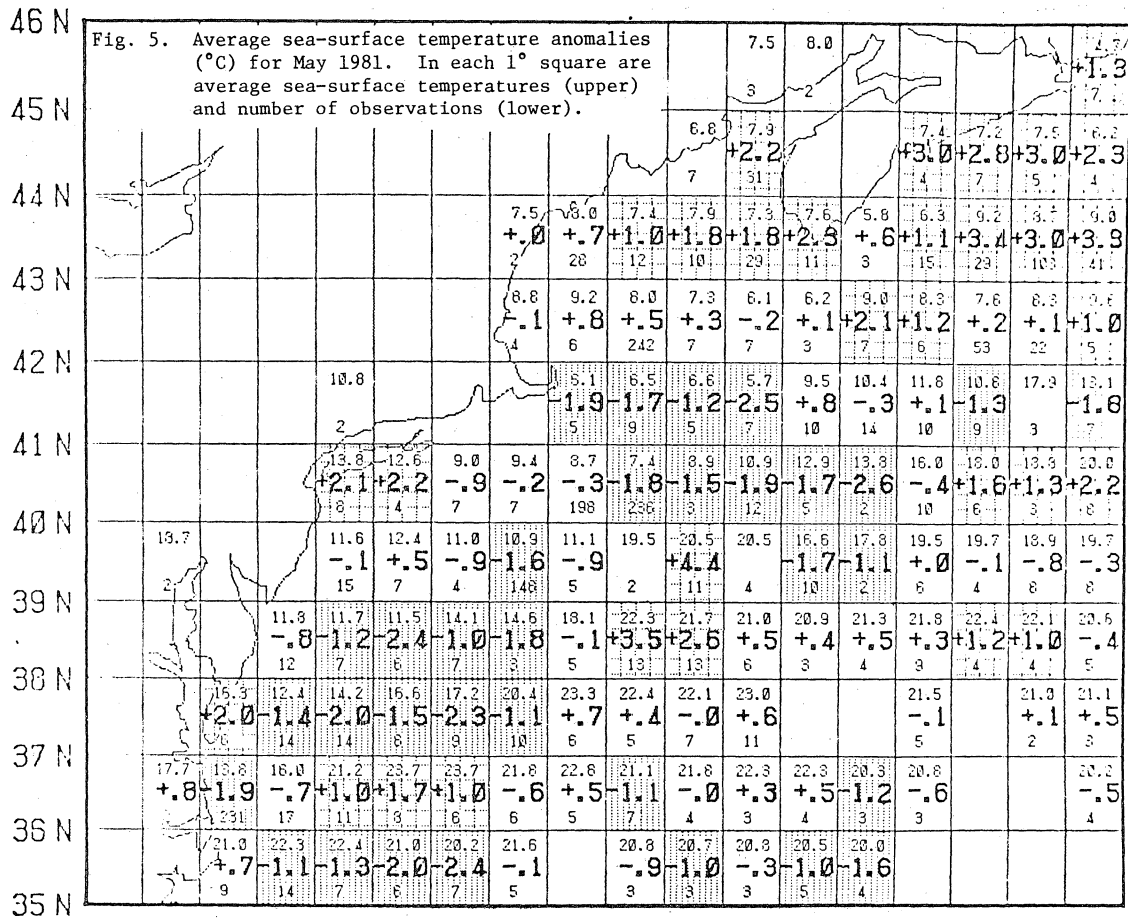 46 N
Fig. 5. Average sea-surface temperature anomalies
(°C) for May 1981. In each 1° square are
average sea-surface temperatures (upper)
and number of observations (lower).
7.5 8.0
+1.3
3 2 7
45 N
6.8 7.9 7.4 7.2 7.5 6.2
+2.2 +3.0 +2.8 +3.0 +2.3
7 31 4 7 5 4
44 N
7.5 8.0 7.4 7.9 7.3 7.6 5.8 6.3 9.2 8.7 9.0
+.0 +.7 +1.0 +1.8 +1.8 +2.3 +.6 +1.1 +3.4 +3.0
2 28 12 10 29 11 3 15 29 103 41
43 N
8.8 9.2 8.0 7.3 6.1 6.2 9.0 8.3 7.6 8.3 9.6
-.1 +.8 +.5 +.3 -.2 +.1 +2.1 +1.2 +.2 +.1 +1.0
4 6 242 7 7 3 7 6 53 22 5
42 N
10.8 6.1 6.5 6.6 5.7 9.5 10.4 11.8 10.8 17.9 13.1
-1.9 -1.7 -1.2 -2.5 +.8 -.3 +.1 -1.3 -1.8
2 5 9 5 7 10 14 10 9 3 7
41 N
13.8 12.6 9.0 9.4 8.7 7.4 8.9 10.9 12.9 13.8 16.0 18.0 18.8 20.0
+2.1 +2.2 -.9 -.2 -.3 -1.8 -1.5 -1.9 -1.7 -2.6 -.4 +1.6 +1.3 +2.2
8 4 7 7 198 236 3 12 5 2 10 6 3 8
40 N
18.7 11.6 12.4 11.0 10.9 11.1 19.5 20.5 20.5 16.6 17.8 19.5 19.7 18.9 19.7
-.1 +.5 -.9 -1.6 -.9 +4.4 -1.7 -1.1 +.0 -.1 -.8 -.3
2 15 7 4 148 5 2 11 4 10 2 6 4 8 8
39 N
11.8 11.7 11.5 14.1 14.6 18.1 22.3 21.7 21.0 20.9 21.3 21.8 22.4 22.1 20.6
-.8 -1.2 -2.4 -1.0 -1.8 -.1 +3.5 +2.6 +.5 +.4 +.5 +.3 +1.2 +1.0 -.4
12 7 6 7 3 5 13 13 6 3 4 9 4 4 5
38 N
16.3 12.4 14.2 16.6 17.2 20.4 23.3 22.4 22.1 23.0 21.5 21.3 21.1
+2.0 -1.4 -2.0 -1.5 -2.3 -1.1 +.7 +.4 -.0 +.6 -.1 +.1 +.5
6 14 14 8 9 10 6 5 7 11 5 2 3
37 N
17.7 13.8 16.0 21.2 23.7 23.7 21.8 22.8 21.1 21.8 22.3 22.3 20.3 20.8 20.2
+.8 -1.9 -.7 +1.0 +1.7 +1.0 -.6 +.5 -1.1 -.0 +.3 +.5 -1.2 -.6 -.5
231 17 11 8 6 6 5 7 4 3 4 3 3 4
36 N
21.0 22.3 22.4 21.0 20.2 21.6 20.8 20.7 20.8 20.5 20.0
+.7 -1.1 -1.3 -2.0 -2.4 -.1 -.9 -1.0 -.3 -1.0 -1.6
9 14 7 6 7 5 3 3 3 5 4
35 N